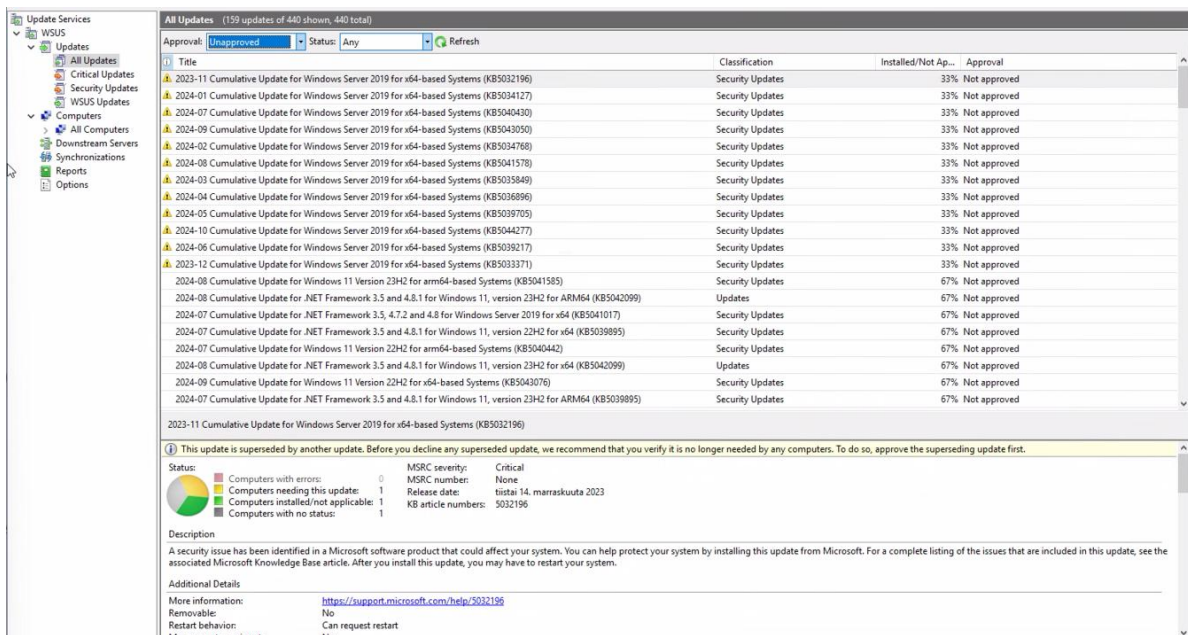 Update Services
WSUS
Updates
All Updates
Critical Updates
Security Updates
WSUS Updates
Computers
All Computers
Downstream Servers
Synchronizations
Reports
Options
All Updates (159 updates of 440 shown, 440 total)
Approval: Unapproved Status: Any Refresh
Title Classification Installed/Not Ap... Approval
2023-11 Cumulative Update for Windows Server 2019 for x64-based Systems (KB5032196) Security Updates 33% Not approved
2024-01 Cumulative Update for Windows Server 2019 for x64-based Systems (KB5034127) Security Updates 33% Not approved
2024-07 Cumulative Update for Windows Server 2019 for x64-based Systems (KB5040430) Security Updates 33% Not approved
2024-09 Cumulative Update for Windows Server 2019 for x64-based Systems (KB5043050) Security Updates 33% Not approved
2024-02 Cumulative Update for Windows Server 2019 for x64-based Systems (KB5034768) Security Updates 33% Not approved
2024-08 Cumulative Update for Windows Server 2019 for x64-based Systems (KB5041578) Security Updates 33% Not approved
2024-03 Cumulative Update for Windows Server 2019 for x64-based Systems (KB5035849) Security Updates 33% Not approved
2024-04 Cumulative Update for Windows Server 2019 for x64-based Systems (KB5036896) Security Updates 33% Not approved
2024-05 Cumulative Update for Windows Server 2019 for x64-based Systems (KB5039705) Security Updates 33% Not approved
2024-10 Cumulative Update for Windows Server 2019 for x64-based Systems (KB5044277) Security Updates 33% Not approved
2024-06 Cumulative Update for Windows Server 2019 for x64-based Systems (KB5039217) Security Updates 33% Not approved
2023-12 Cumulative Update for Windows Server 2019 for x64-based Systems (KB5033371) Security Updates 33% Not approved
2024-08 Cumulative Update for Windows 11 Version 23H2 for arm64-based Systems (KB5041585) Security Updates 67% Not approved
2024-08 Cumulative Update for .NET Framework 3.5 and 4.8.1 for Windows 11, version 23H2 for ARM64 (KB5042099) Updates 67% Not approved
2024-07 Cumulative Update for .NET Framework 3.5, 4.7.2 and 4.8 for Windows Server 2019 for x64 (KB5041017) Security Updates 67% Not approved
2024-07 Cumulative Update for .NET Framework 3.5 and 4.8.1 for Windows 11, version 22H2 for x64 (KB5039895) Security Updates 67% Not approved
2024-07 Cumulative Update for Windows 11 Version 22H2 for arm64-based Systems (KB5040442) Security Updates 67% Not approved
2024-08 Cumulative Update for .NET Framework 3.5 and 4.8.1 for Windows 11, version 23H2 for x64 (KB5042099) Updates 67% Not approved
2024-09 Cumulative Update for Windows 11 Version 22H2 for x64-based Systems (KB5043076) Security Updates 67% Not approved
2024-07 Cumulative Update for .NET Framework 3.5 and 4.8.1 for Windows 11, version 23H2 for ARM64 (KB5039895) Security Updates 67% Not approved
2023-11 Cumulative Update for Windows Server 2019 for x64-based Systems (KB5032196)
This update is superseded by another update. Before you decline any superseded update, we recommend that you verify it is no longer needed by any computers. To do so, approve the superseding update first.
Status:
Computers with errors: 0
Computers needing this update: 1
Computers installed/not applicable: 1
Computers with no status: 1
MSRC severity: Critical
MSRC number: None
Release date: tiistai 14. marraskuuta 2023
KB article numbers: 5032196
Description
A security issue has been identified in a Microsoft software product that could affect your system. You can help protect your system by installing this update from Microsoft. For a complete listing of the issues that are included in this update, see the
associated Microsoft Knowledge Base article. After you install this update, you may have to restart your system.
Additional Details
More information: https://support.microsoft.com/help/5032196
Removable: No
Restart behavior: Can request restart